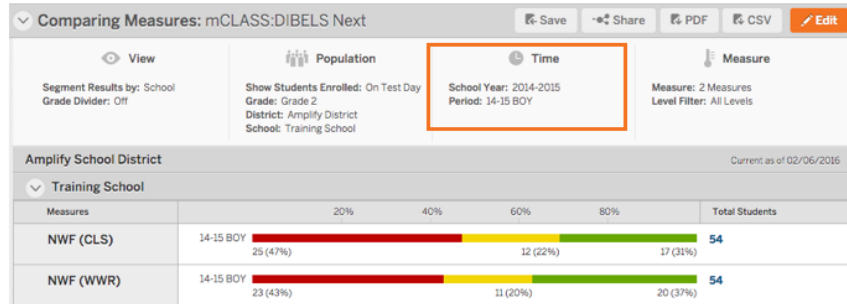 Comparing Measures: mCLASS:DIBELS Next
Save
Share
PDF
CSV
Edit
View
Segment Results by: School
Grade Divider: Off
Population
Show Students Enrolled: On Test Day
Grade: Grade 2
District: Amplify District
School: Training School
Time
School Year: 2014-2015
Period: 14-15 BOY
Measure
Measure: 2 Measures
Level Filter: All Levels
Amplify School District
Current as of 02/06/2016
Training School
Measures 20% 40% 60% 80% Total Students
NWF (CLS) 14-15 BOY 54
25 (47%) 12 (22%) 17 (31%)
NWF (WWR) 14-15 BOY 54
23 (43%) 11 (20%) 20 (37%)